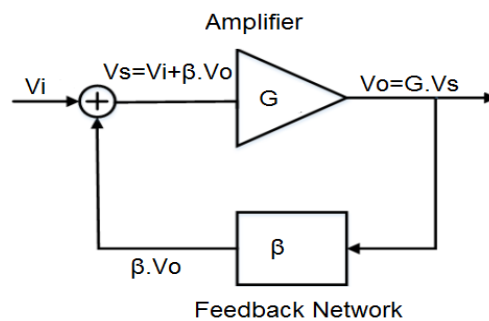 Amplifier
Vi
Vs=Vi+β.Vo
G
Vo=G.Vs
+
β
β.Vo
Feedback Network